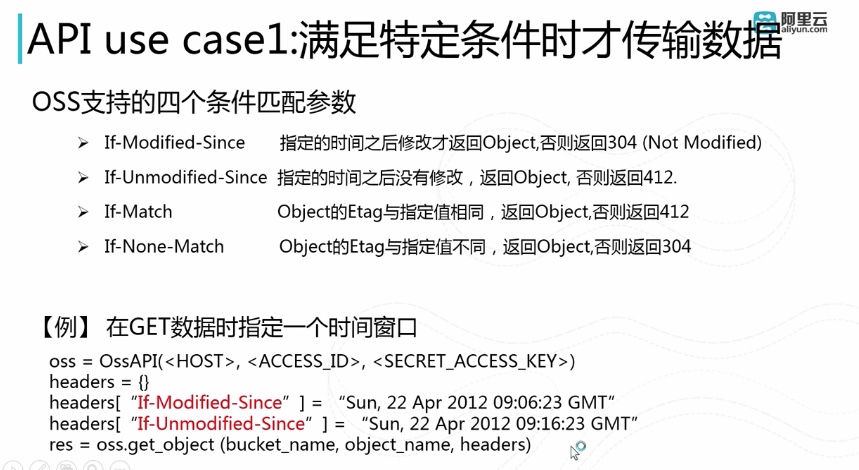 API use case1:满足特定条件时才传输数据
阿里云
aliyun.com
OSS支持的四个条件匹配参数
➢ If-Modified-Since 指定的时间之后修改才返回Object,否则返回304 (Not Modified)
➢ If-Unmodified-Since 指定的时间之后没有修改，返回Object, 否则返回412.
➢ If-Match Object的Etag与指定值相同，返回Object,否则返回412
➢ If-None-Match Object的Etag与指定值不同，返回Object,否则返回304
【例】 在GET数据时指定一个时间窗口
oss = OssAPI(<HOST>, <ACCESS_ID>, <SECRET_ACCESS_KEY>)
headers = {}
headers[“If-Modified-Since”] = “Sun, 22 Apr 2012 09:06:23 GMT”
headers[“If-Unmodified-Since”] = “Sun, 22 Apr 2012 09:16:23 GMT”
res = oss.get_object (bucket_name, object_name, headers)